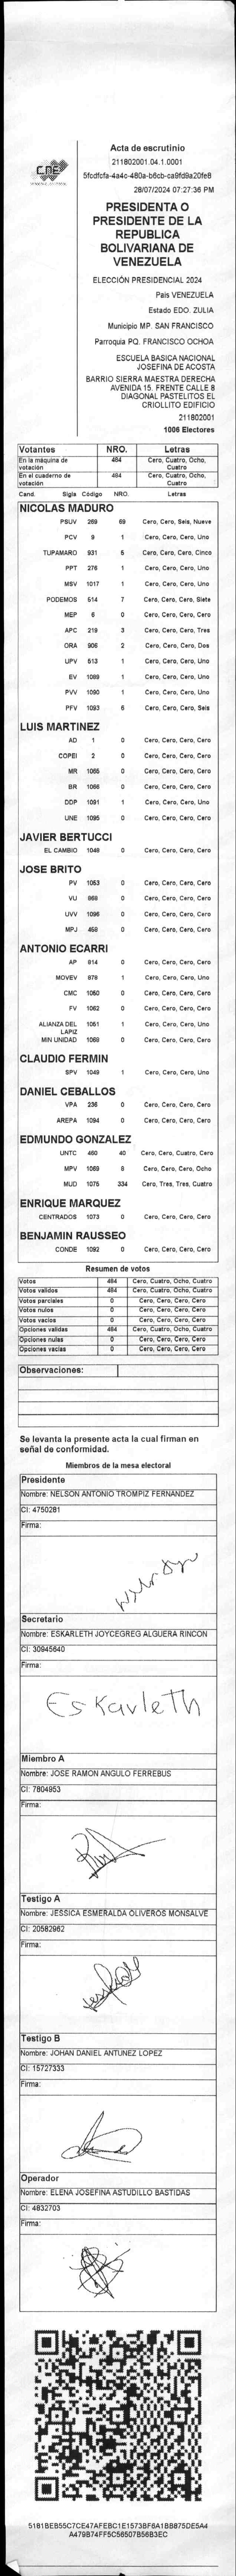 Acta de escrutinio
211802001.04.1.0001
5fcdfcfa-4a4c-480a-b6cb-ca9fd9a20fe8
28/07/2024 07:27:36 PM
CNE
PRESIDENTA O
PRESIDENTE DE LA
REPUBLICA
BOLIVARIANA DE
VENEZUELA
ELECCIÓN PRESIDENCIAL 2024
Pais VENEZUELA
Estado EDO. ZULIA
Municipio MP. SAN FRANCISCO
Parroquia PQ. FRANCISCO OCHOA
ESCUELA BASICA NACIONAL
JOSEFINA DE ACOSTA
BARRIO SIERRA MAESTRA DERECHA
AVENIDA 15. FRENTE CALLE 8
DIAGONAL PASTELITOS EL
CRIOLLITO EDIFICIO
211802001
1006 Electores
Votantes NRO. Letras
En la máquina de votación 484 Cero, Cuatro, Ocho, Cuatro
En el cuaderno de votación 484 Cero, Cuatro, Ocho, Cuatro
Cand. Sigla Código NRO. Letras
NICOLAS MADURO
PSUV 269 69 Cero, Cero, Seis, Nueve
PCV 9 1 Cero, Cero, Cero, Uno
TUPAMARO 931 5 Cero, Cero, Cero, Cinco
PPT 276 1 Cero, Cero, Cero, Uno
MSV 1017 1 Cero, Cero, Cero, Uno
PODEMOS 514 7 Cero, Cero, Cero, Siete
MEP 6 0 Cero, Cero, Cero, Cero
APC 219 3 Cero, Cero, Cero, Tres
ORA 906 2 Cero, Cero, Cero, Dos
UPV 513 1 Cero, Cero, Cero, Uno
EV 1089 1 Cero, Cero, Cero, Uno
PVV 1090 1 Cero, Cero, Cero, Uno
PFV 1093 6 Cero, Cero, Cero, Seis
LUIS MARTINEZ
AD 1 0 Cero, Cero, Cero, Cero
COPEI 2 0 Cero, Cero, Cero, Cero
MR 1065 0 Cero, Cero, Cero, Cero
BR 1066 0 Cero, Cero, Cero, Cero
DDP 1091 1 Cero, Cero, Cero, Uno
UNE 1095 0 Cero, Cero, Cero, Cero
JAVIER BERTUCCI
EL CAMBIO 1048 0 Cero, Cero, Cero, Cero
JOSE BRITO
PV 1053 0 Cero, Cero, Cero, Cero
VU 868 0 Cero, Cero, Cero, Cero
UVV 1096 0 Cero, Cero, Cero, Cero
MPJ 459 0 Cero, Cero, Cero, Cero
ANTONIO ECARRI
AP 914 0 Cero, Cero, Cero, Cero
MOVEV 978 1 Cero, Cero, Cero, Uno
CMC 1050 0 Cero, Cero, Cero, Cero
FV 1062 0 Cero, Cero, Cero, Cero
ALIANZA DEL LAPIZ 1051 1 Cero, Cero, Cero, Uno
MIN UNIDAD 1068 0 Cero, Cero, Cero, Cero
CLAUDIO FERMIN
SPV 1049 1 Cero, Cero, Cero, Uno
DANIEL CEBALLOS
VPA 236 0 Cero, Cero, Cero, Cero
AREPA 1094 0 Cero, Cero, Cero, Cero
EDMUNDO GONZALEZ
UNTC 460 40 Cero, Cero, Cuatro, Cero
MPV 1069 8 Cero, Cero, Cero, Ocho
MUD 1075 334 Cero, Tres, Tres, Cuatro
ENRIQUE MARQUEZ
CENTRADOS 1073 0 Cero, Cero, Cero, Cero
BENJAMIN RAUSSEO
CONDE 1092 0 Cero, Cero, Cero, Cero
Resumen de votos
Votos 484 Cero, Cuatro, Ocho, Cuatro
Votos validos 484 Cero, Cuatro, Ocho, Cuatro
Votos parciales 0 Cero, Cero, Cero, Cero
Votos nulos 0 Cero, Cero, Cero, Cero
Votos vacios 0 Cero, Cero, Cero, Cero
Opciones validas 484 Cero, Cuatro, Ocho, Cuatro
Opciones nulas 0 Cero, Cero, Cero, Cero
Opciones vacias 0 Cero, Cero, Cero, Cero
Observaciones:
Se levanta la presente acta la cual firman en
señal de conformidad.
Miembros de la mesa electoral
Presidente
Nombre: NELSON ANTONIO TROMPIZ FERNANDEZ
CI: 4750281
Firma:
Nelson
Secretario
Nombre: ESKARLETH JOYCEGREG ALGUERA RINCON
CI: 30945640
Firma:
Eskarleth
Miembro A
Nombre: JOSE RAMON ANGULO FERREBUS
CI: 7804953
Firma:
Testigo A
Nombre: JESSICA ESMERALDA OLIVEROS MONSALVE
CI: 20582962
Firma:
Testigo B
Nombre: JOHAN DANIEL ANTUNEZ LOPEZ
CI: 15727333
Firma:
Operador
Nombre: ELENA JOSEFINA ASTUDILLO BASTIDAS
CI: 4832703
Firma:
5181BEB55C7CE47AFEBC1E1573BF6A1BB875DE5A4
A479B74FF5C56507B56B3EC